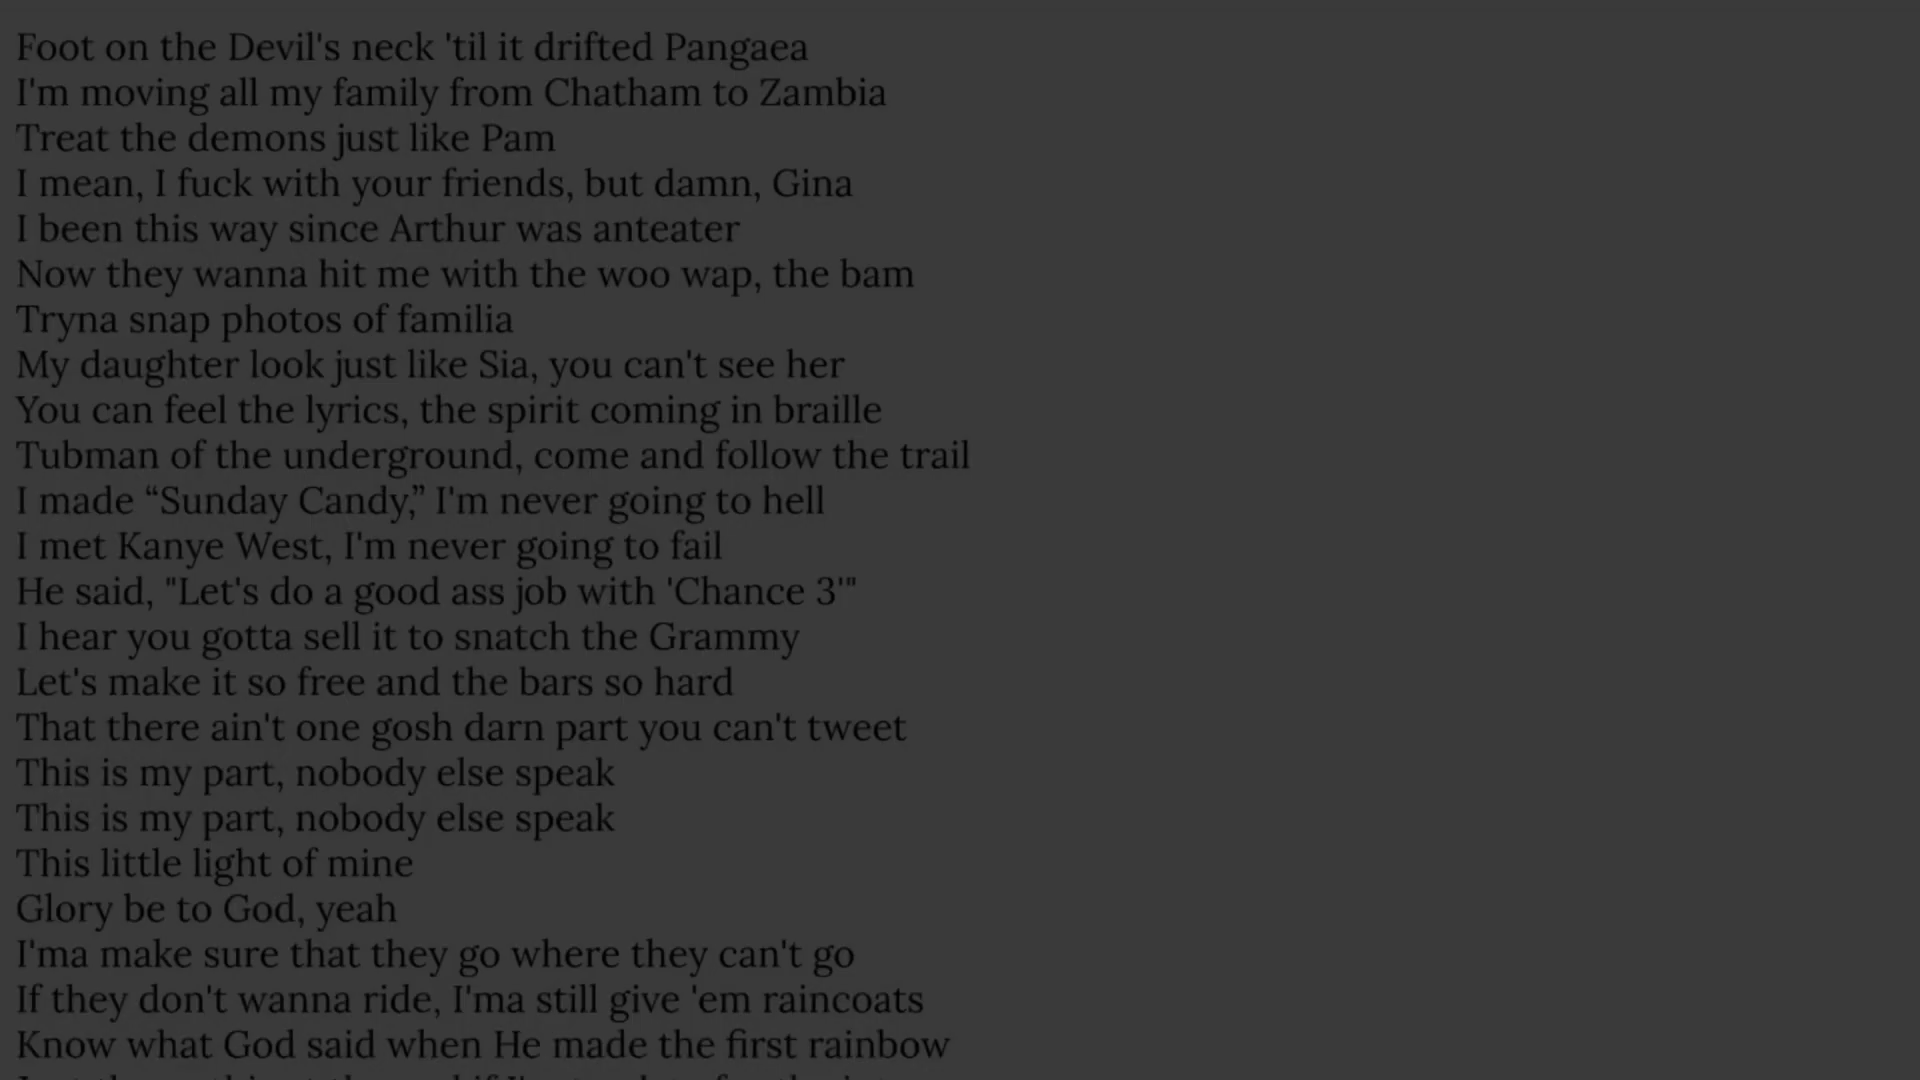 Foot on the Devil's neck 'til it drifted Pangaea
I'm moving all my family from Chatham to Zambia
Treat the demons just like Pam
I mean, I fuck with your friends, but damn, Gina
I been this way since Arthur was anteater
Now they wanna hit me with the woo wap, the bam
Tryna snap photos of familia
My daughter look just like Sia, you can't see her
You can feel the lyrics, the spirit coming in braille
Tubman of the underground, come and follow the trail
I made “Sunday Candy,” I'm never going to hell
I met Kanye West, I'm never going to fail
He said, "Let's do a good ass job with 'Chance 3'"
I hear you gotta sell it to snatch the Grammy
Let's make it so free and the bars so hard
That there ain't one gosh darn part you can't tweet
This is my part, nobody else speak
This is my part, nobody else speak
This little light of mine
Glory be to God, yeah
I'ma make sure that they go where they can't go
If they don't wanna ride, I'ma still give 'em raincoats
Know what God said when He made the first rainbow